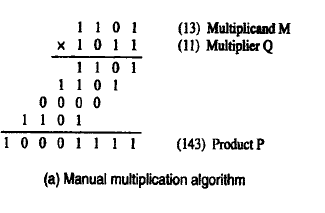 1 1 0 1 (13) Multiplicand M
× 1 0 1 1 (11) Multiplier Q
1 1 0 1
1 1 0 1
0 0 0 0
1 1 0 1
1 0 0 0 1 1 1 1 (143) Product P
(a) Manual multiplication algorithm